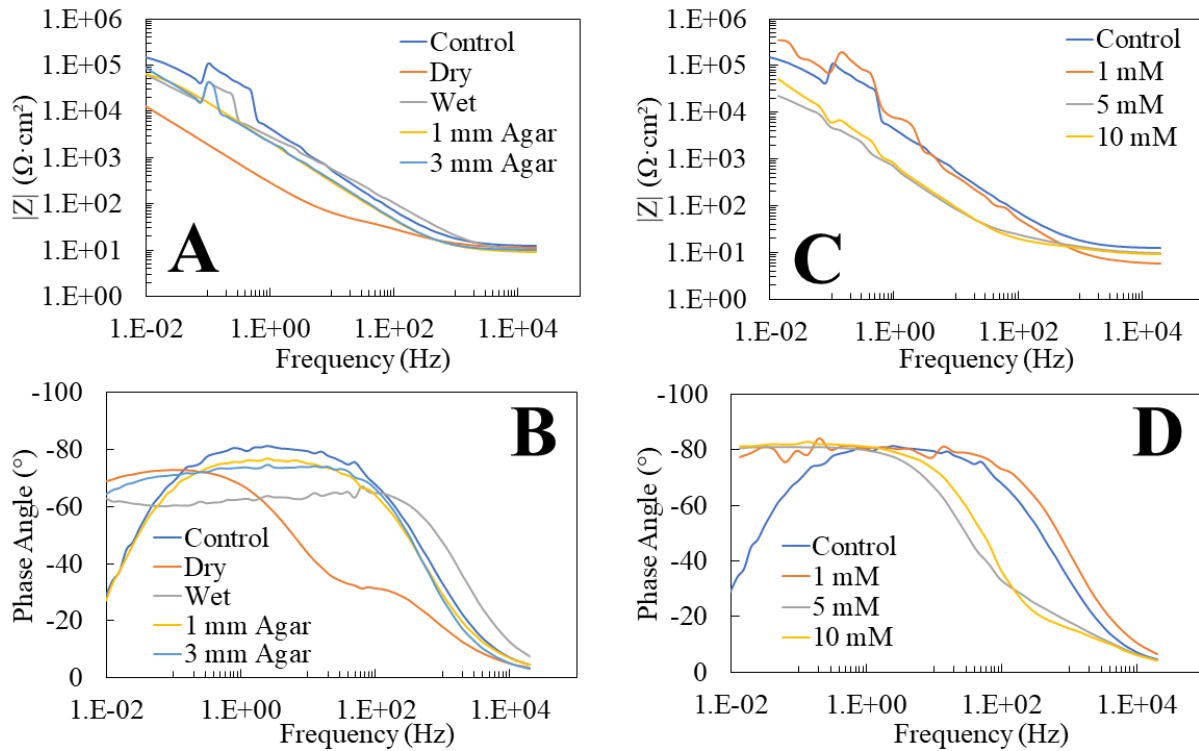 1.E+06
1.E+05
1.E+04
1.E+03
1.E+02
1.E+01
1.E+00
|Z| (Ω·cm²)
Control
Dry
Wet
1 mm Agar
3 mm Agar
A
1.E-02 1.E+00 1.E+02 1.E+04
Frequency (Hz)
1.E+06
1.E+05
1.E+04
1.E+03
1.E+02
1.E+01
1.E+00
|Z| (Ω·cm²)
Control
1 mM
5 mM
10 mM
C
1.E-02 1.E+00 1.E+02 1.E+04
Frequency (Hz)
-100
-80
-60
-40
-20
0
Phase Angle (°)
B
Control
Dry
Wet
1 mm Agar
3 mm Agar
1.E-02 1.E+00 1.E+02 1.E+04
Frequency (Hz)
-100
-80
-60
-40
-20
0
Phase Angle (°)
D
Control
1 mM
5 mM
10 mM
1.E-02 1.E+00 1.E+02 1.E+04
Frequency (Hz)